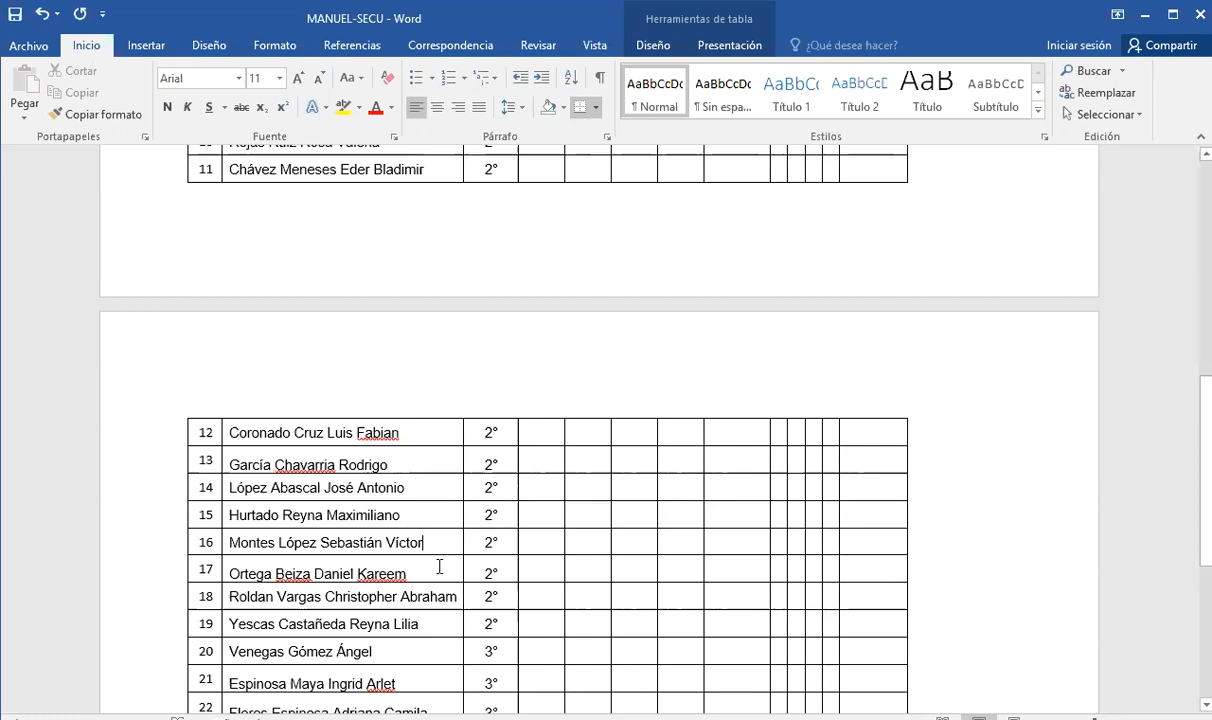 MANUEL-SECU - Word
Herramientas de tabla
Archivo Inicio Insertar Diseño Formato Referencias Correspondencia Revisar Vista Diseño Presentación ¿Qué desea hacer? Iniciar sesión Compartir
Pegar
Cortar
Copiar
Copiar formato
Portapapeles
Arial 11
Fuente
Párrafo
AaBbCcDc AaBbCcDc AaBbCc AaBbCcD AaB AaBbCcD
¶ Normal ¶ Sin espa... Título 1 Título 2 Título Subtítulo
Estilos
Buscar
Reemplazar
Seleccionar
Edición
11 Chávez Meneses Eder Bladimir 2°
12 Coronado Cruz Luis Fabian 2°
13 García Chavarria Rodrigo 2°
14 López Abascal José Antonio 2°
15 Hurtado Reyna Maximiliano 2°
16 Montes López Sebastián Víctor 2°
17 Ortega Beiza Daniel Kareem 2°
18 Roldan Vargas Christopher Abraham 2°
19 Yescas Castañeda Reyna Lilia 2°
20 Venegas Gómez Ángel 3°
21 Espinosa Maya Ingrid Arlet 3°
22 Flores Espinosa Adriana Camila